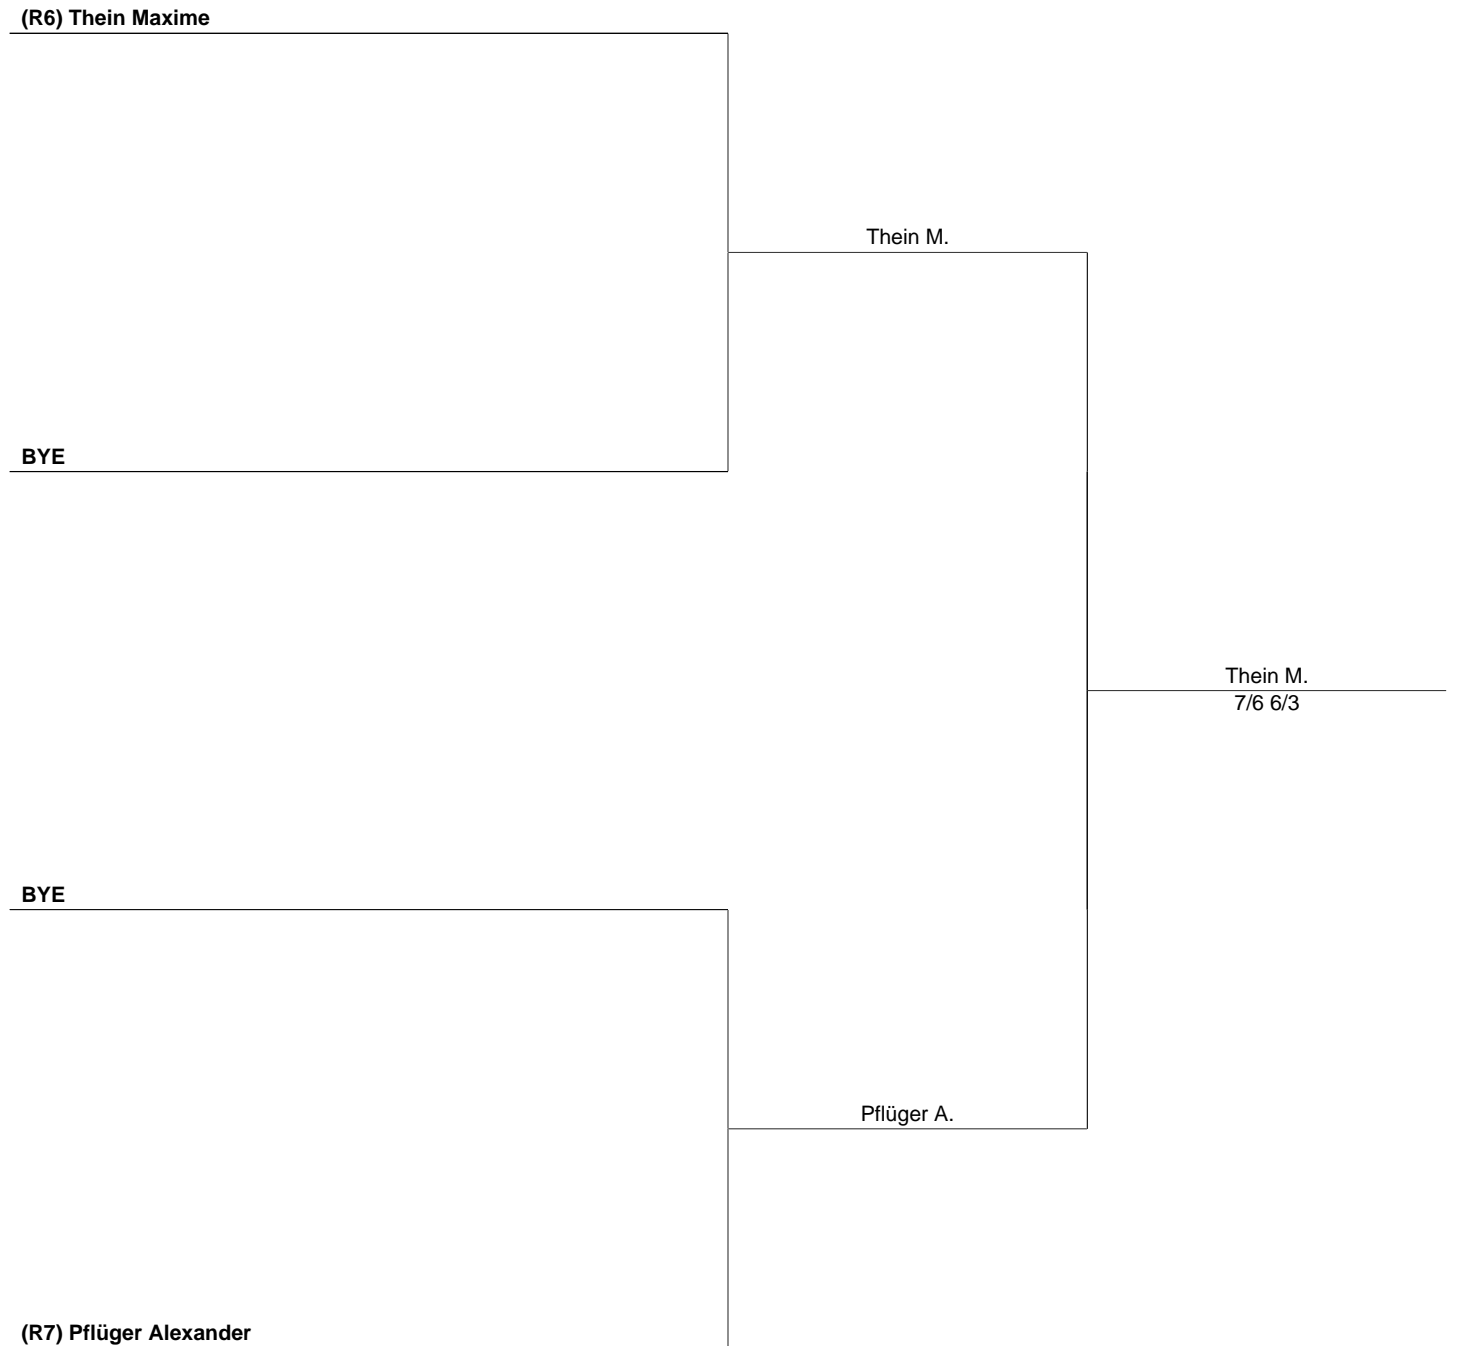 (R6) Thein Maxime
Thein M.
BYE
Thein M.
7/6 6/3
BYE
Pflüger A.
(R7) Pflüger Alexander